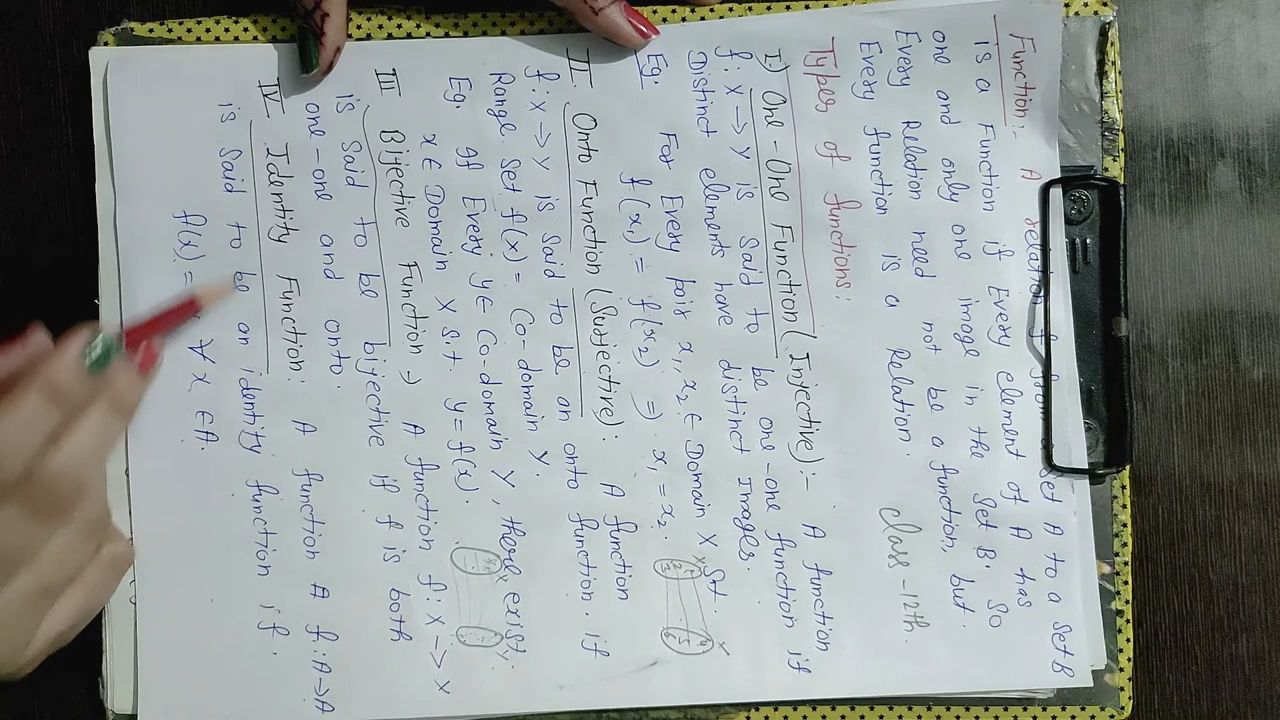 Function:- A relation f from set A to a set B
is a Function if Every element of A has
one and only one image in the Set B. So
Every Relation need not be a function, but
Every function is a Relation.
Class - 12th.
Types of functions:
I) One-One Function (Injective):- A function
f: X → Y is Said to be one-one function if
Distinct elements have distinct Images.
Eg: For Every pair x1, x2 ∈ Domain X, St.
f(x1) = f(x2) => x1 = x2.
II. Onto Function (Surjective): A function
f: X → Y is Said to be an onto function. if
Range Set f(x) = Co-domain Y.
Eg. If Every y ∈ Co-domain Y, there exist
x ∈ Domain X s.t y = f(x).
III Bijective Function → A function f: X → Y
is Said to be bijective if f is both
one-one and onto.
IV Identity Function: A function A f: A→A
is Said to be an identity function if.
f(x) = ∀ x ∈ A.